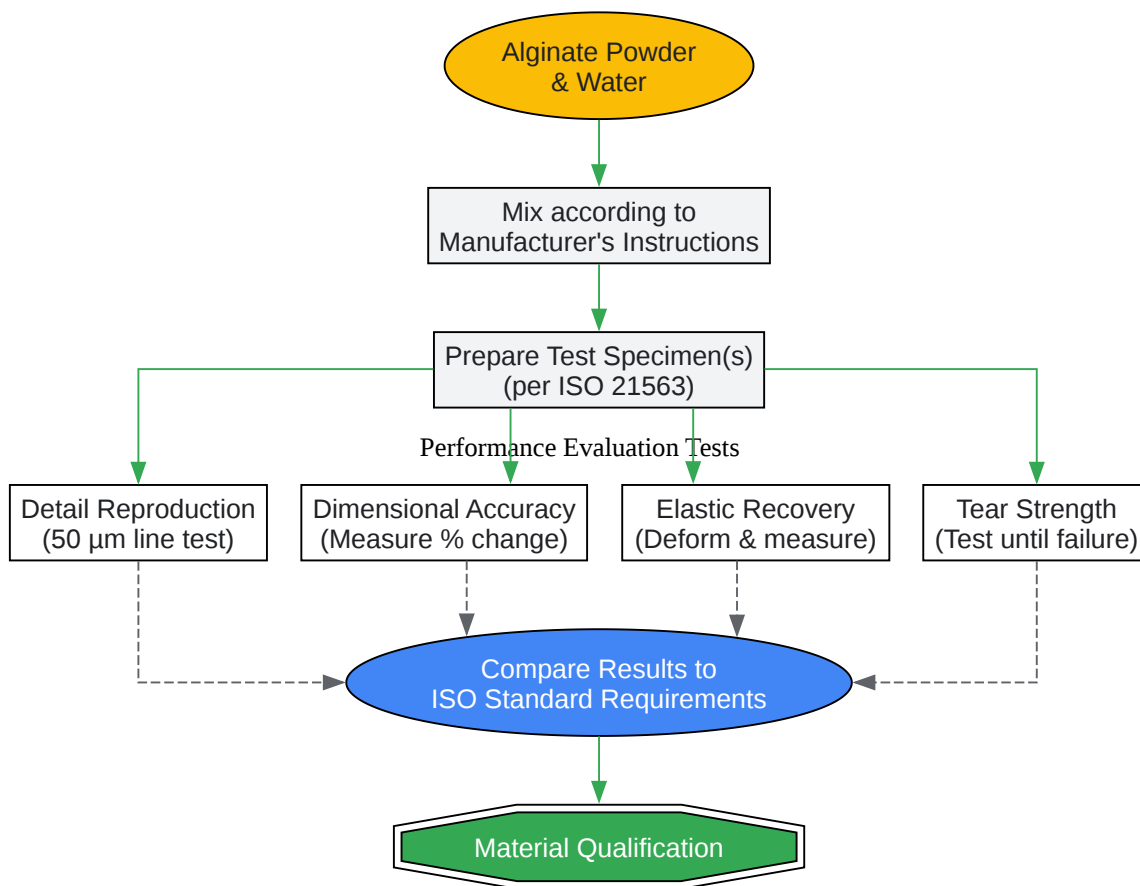 Alginate Powder
& Water
Mix according to
Manufacturer's Instructions
Prepare Test Specimen(s)
(per ISO 21563)
Performance Evaluation Tests
Detail Reproduction
(50 µm line test)
Dimensional Accuracy
(Measure % change)
Elastic Recovery
(Deform & measure)
Tear Strength
(Test until failure)
Compare Results to
ISO Standard Requirements
Material Qualification